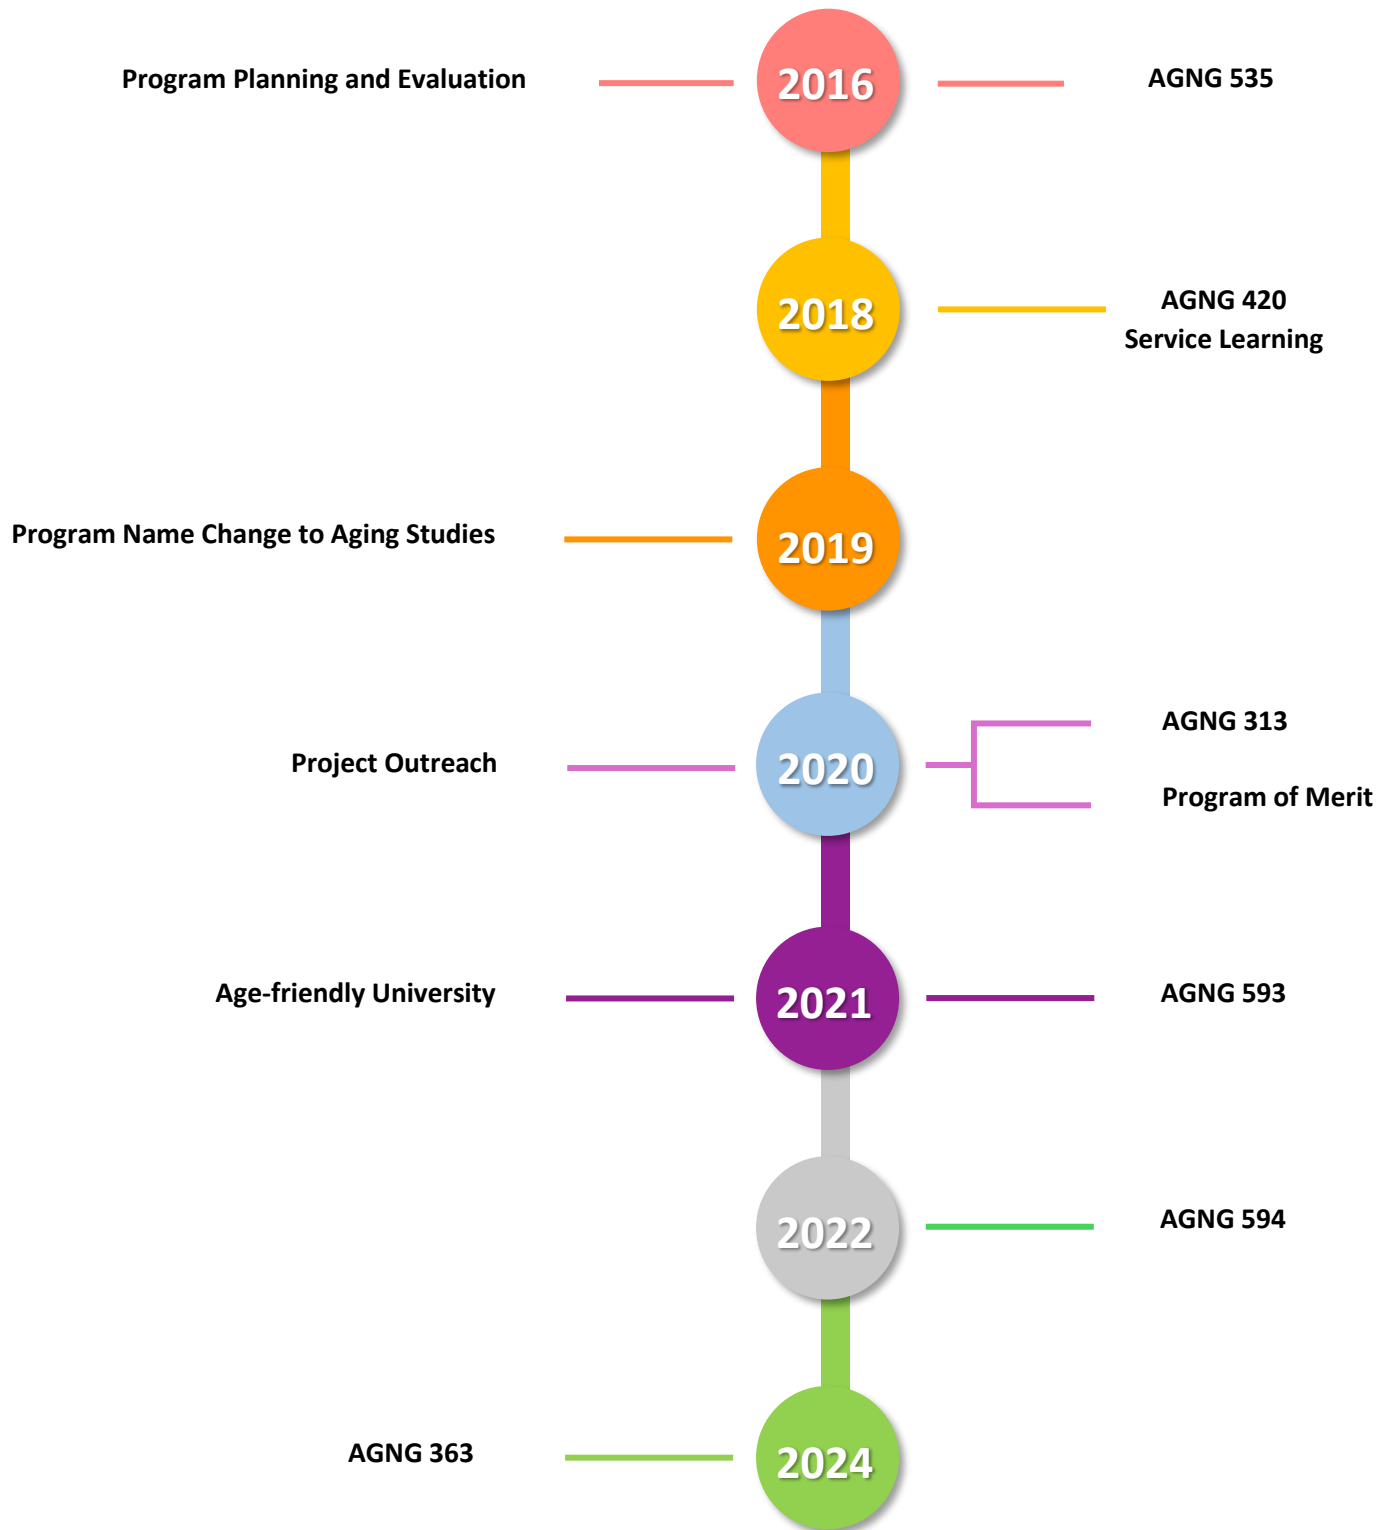 Program Planning and Evaluation
2016
AGNG 535
2018
AGNG 420
Service Learning
Program Name Change to Aging Studies
2019
Project Outreach
2020
AGNG 313
Program of Merit
Age-friendly University
2021
AGNG 593
2022
AGNG 594
AGNG 363
2024